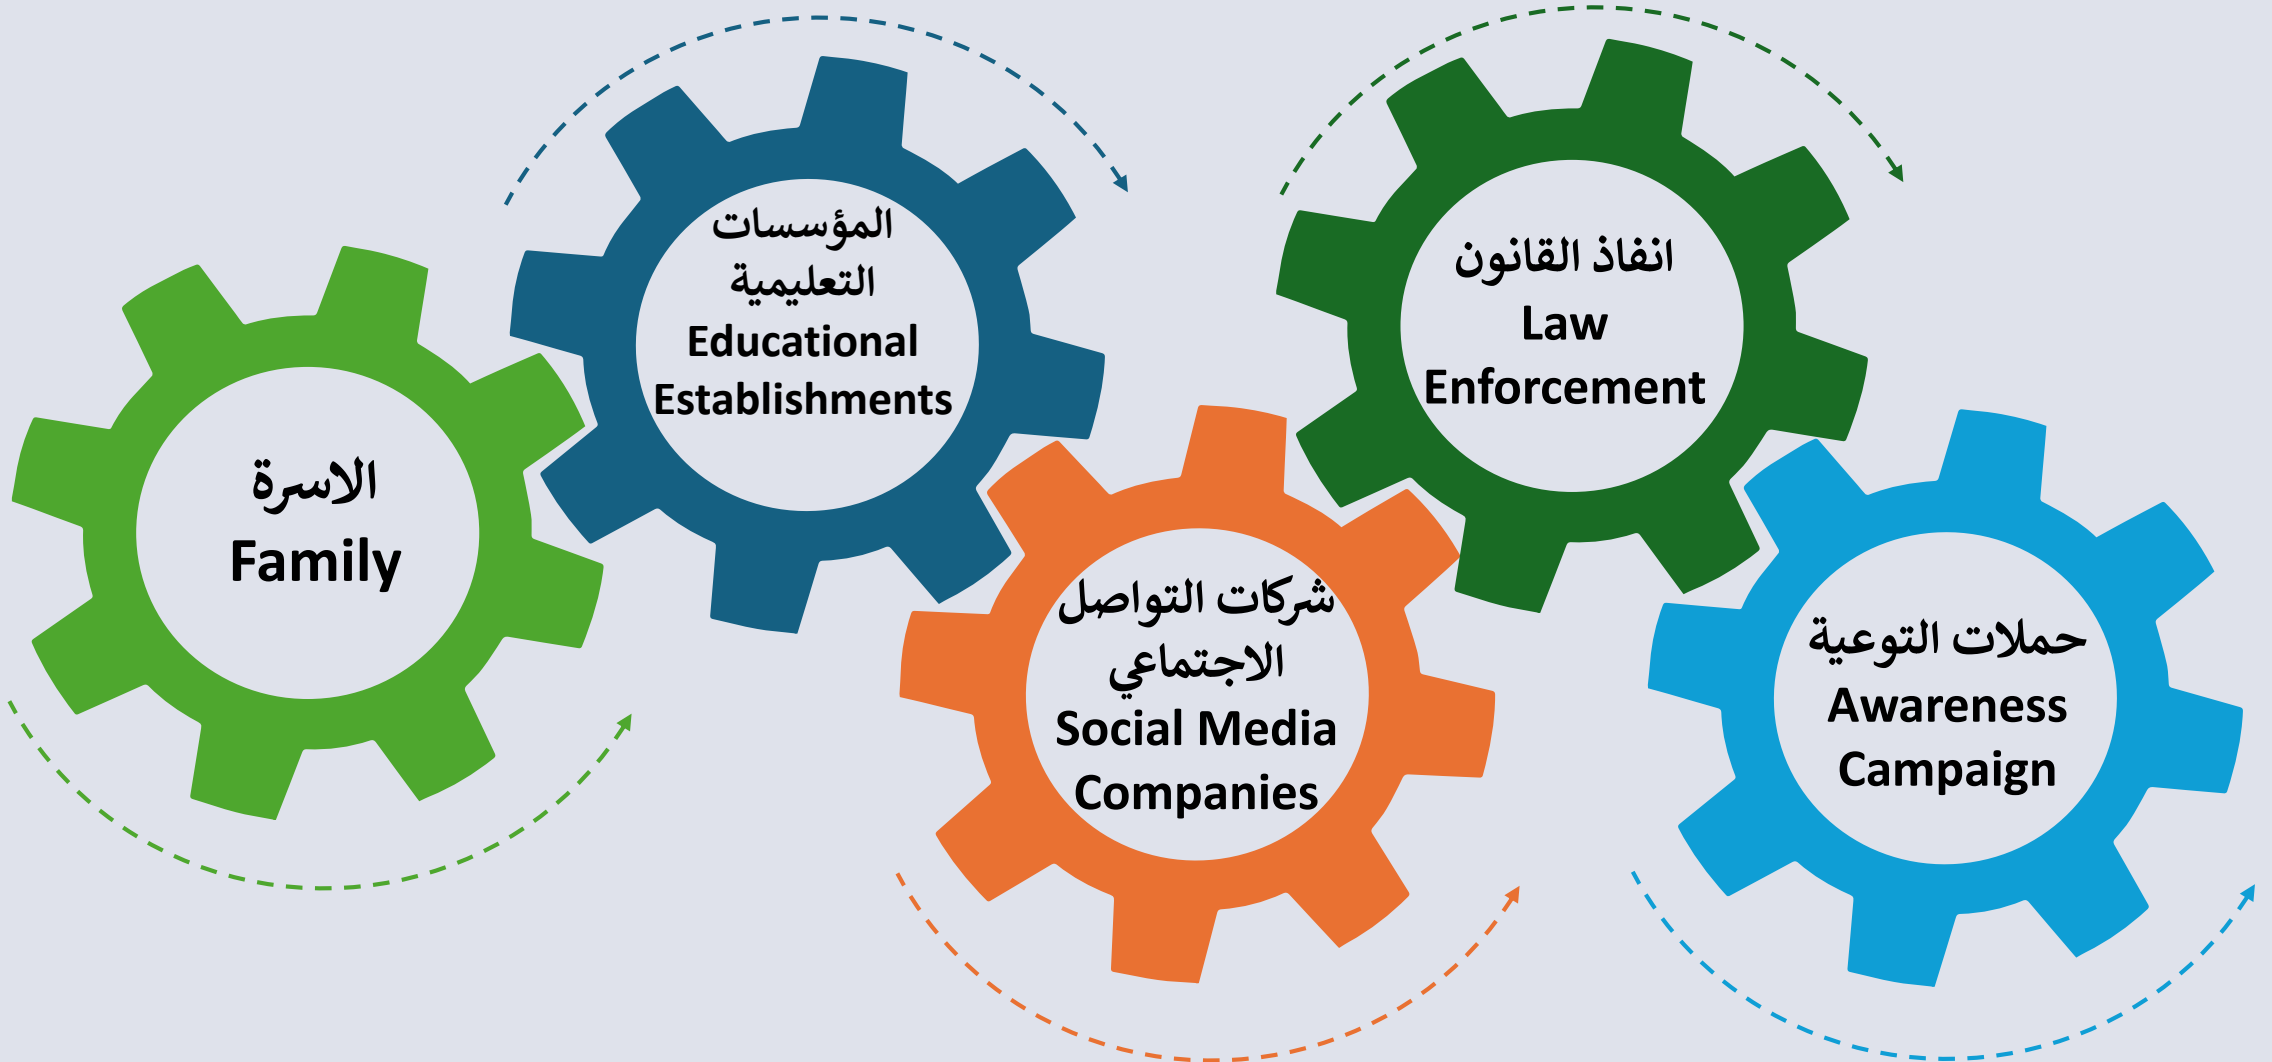 الاسرة
Family
المؤسسات
التعليمية
Educational
Establishments
شركات التواصل
الاجتماعي
Social Media
Companies
انفاذ القانون
Law
Enforcement
حملات التوعية
Awareness
Campaign